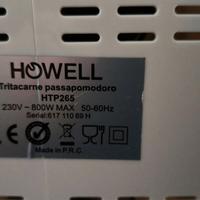 HOWELL
Tritacarne passapomodoro
HTP265
230V - 800W MAX 50-60Hz
Serial:617 110 69 H
Made in P.R.C.